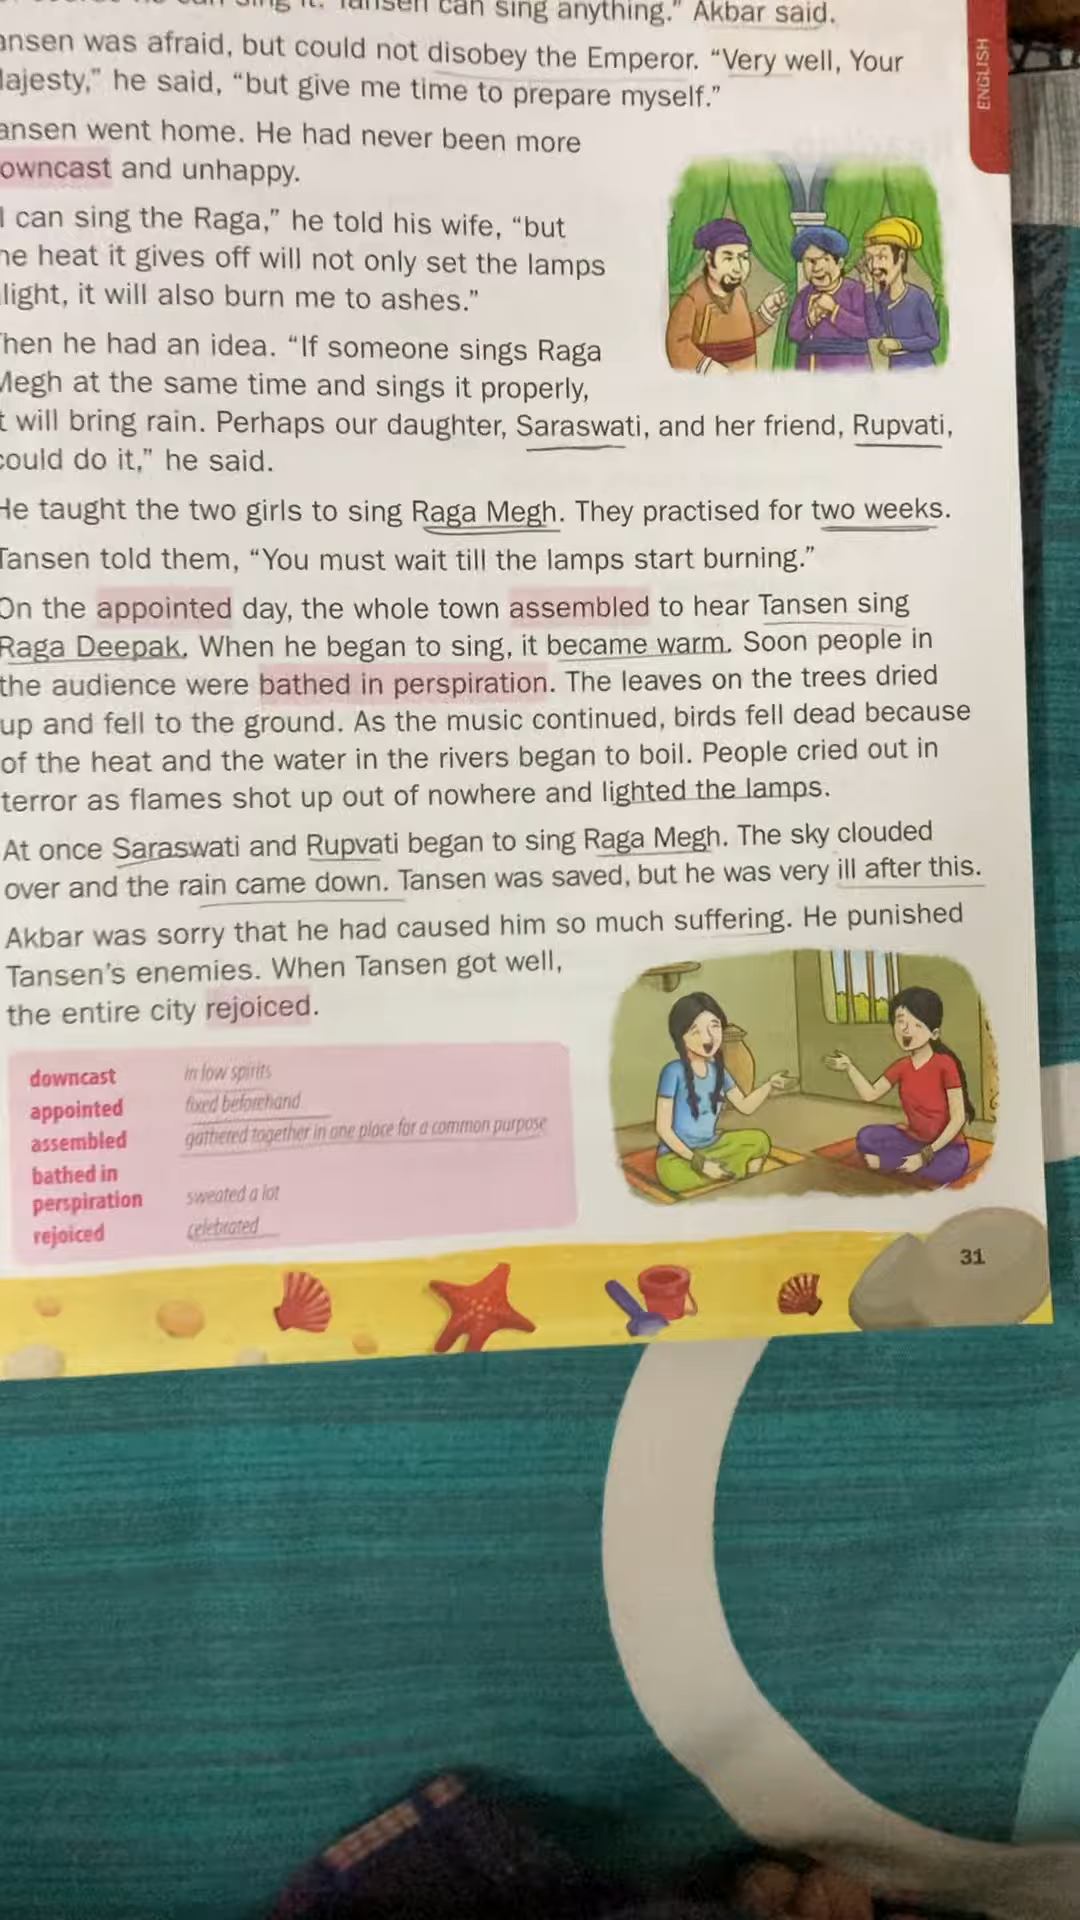 can sing it. Tansen can sing anything." Akbar said.
ansen was afraid, but could not disobey the Emperor. "Very well, Your
ajesty," he said, "but give me time to prepare myself."
ansen went home. He had never been more
owncast and unhappy.
I can sing the Raga," he told his wife, "but
he heat it gives off will not only set the lamps
light, it will also burn me to ashes."
hen he had an idea. "If someone sings Raga
Megh at the same time and sings it properly,
t will bring rain. Perhaps our daughter, Saraswati, and her friend, Rupvati,
could do it," he said.
He taught the two girls to sing Raga Megh. They practised for two weeks.
Tansen told them, "You must wait till the lamps start burning."
On the appointed day, the whole town assembled to hear Tansen sing
Raga Deepak. When he began to sing, it became warm. Soon people in
the audience were bathed in perspiration. The leaves on the trees dried
up and fell to the ground. As the music continued, birds fell dead because
of the heat and the water in the rivers began to boil. People cried out in
terror as flames shot up out of nowhere and lighted the lamps.
At once Saraswati and Rupvati began to sing Raga Megh. The sky clouded
over and the rain came down. Tansen was saved, but he was very ill after this.
Akbar was sorry that he had caused him so much suffering. He punished
Tansen's enemies. When Tansen got well,
the entire city rejoiced.
downcast in low spirits
appointed fixed beforehand
assembled gathered together in one place for a common purpose
bathed in
perspiration sweated a lot
rejoiced celebrated
31
ENGLISH